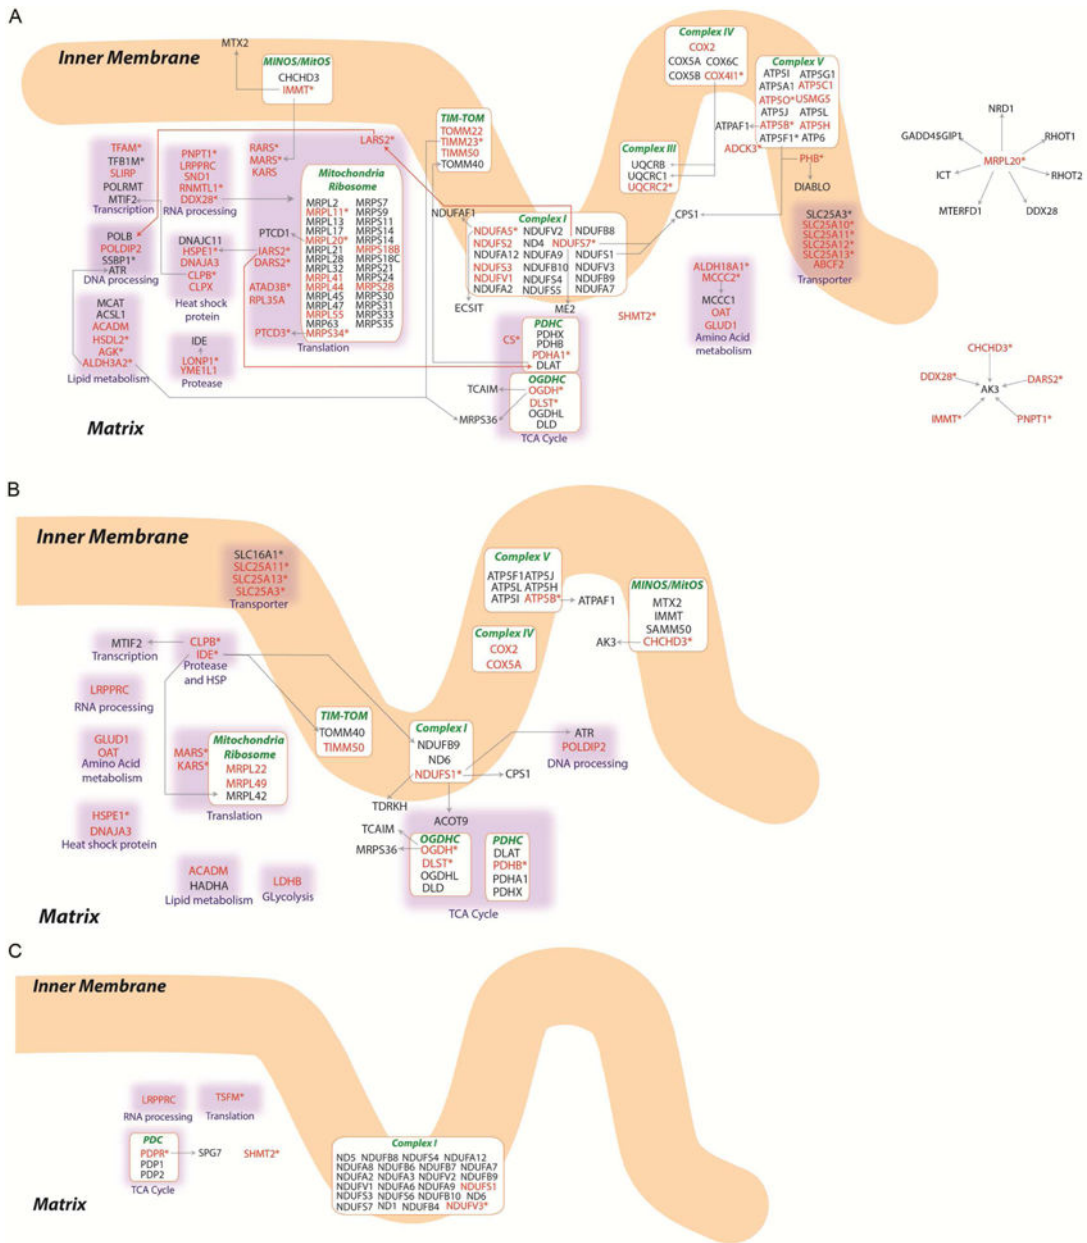 A
Inner Membrane
MTX2
MINOS/MitOS
CHCHD3
IMMT*
TFAM*
TFB1M*
SLIRP
POLRMT
MTIF2
Transcription
PNPT1*
LRPPRC
SND1
RNMTL1*
DDX28*
RNA processing
POLB
POLDIP2
SSBP1*
ATR
DNA processing
DNAJC11
HSPE1*
DNAJA3
CLPB*
CLPX
Heat shock
protein
MCAT
ACSL1
ACADM
HSDL2*
AGK*
ALDH3A2*
Lipid metabolism
IDE
LONP1*
YME1L1
Protease
RARS*
MARS*
KARS
LARS2*
PTCD1
IARS2*
DARS2*
ATAD3B*
RPL35A
PTCD3*
Mitochondria
Ribosome
MRPL2 MRPS7
MRPL11* MRPS9
MRPL13 MRPS11
MRPL17 MRPS14
MRPL20* MRPS14
MRPL21 MRPS18B
MRPL28 MRPS18C
MRPL32 MRPS21
MRPL41 MRPS24
MRPL44 MRPS28
MRPL45 MRPS30
MRPL47 MRPS31
MRPL55 MRPS33
MRP63 MRPS35
MRPS34*
Translation
TIM-TOM
TOMM22
TIMM23*
TIMM50
TOMM40
NDUFAF1
Complex I
NDUFA5* NDUFV2 NDUFB8
NDUFS2 ND4 NDUFS7*
NDUFA12 NDUFA9 NDUFS1
NDUFS3 NDUFB10 NDUFV3
NDUFV1 NDUFS4 NDUFB9
NDUFA2 NDUFS5 NDUFA7
ECSIT
ME2
CS*
PDHC
PDHX
PDHB
PDHA1*
DLAT
OGDHC
OGDH*
DLST*
OGDHL
DLD
TCA Cycle
TCAIM
MRPS36
Complex IV
COX2
COX5A COX6C
COX5B COX4I1*
Complex III
UQCRB
UQCRC1
UQCRC2*
CPS1
SHMT2*
Complex V
ATP5I ATP5G1
ATP5A1 ATP5C1
ATP5O* USMG5
ATP5J ATP5L
ATP5B* ATP5H
ATP5F1* ATP6
ATPAF1
ADCK3*
PHB*
DIABLO
SLC25A3*
SLC25A10*
SLC25A11*
SLC25A12*
SLC25A13*
ABCF2
Transporter
ALDH18A1*
MCCC2*
MCCC1
OAT
GLUD1
Amino Acid
metabolism
NRD1
GADD45GIP1
RHOT1
MRPL20*
ICT
RHOT2
MTERFD1
DDX28
CHCHD3*
DDX28*
DARS2*
AK3
IMMT*
PNPT1*
Matrix
B
Inner Membrane
SLC16A1*
SLC25A11*
SLC25A13*
SLC25A3*
Transporter
MTIF2
Transcription
CLPB*
IDE*
Protease
and HSP
LRPPRC
RNA processing
GLUD1
OAT
Amino Acid
metabolism
MARS*
KARS*
Mitochondria
Ribosome
MRPL22
MRPL49
MRPL42
Translation
HSPE1*
DNAJA3
Heat shock protein
ACADM
HADHA
Lipid metabolism
LDHB
GLycolysis
TIM-TOM
TOMM40
TIMM50
Complex I
NDUFB9
ND6
NDUFS1*
TDRKH
ACOT9
CPS1
ATR
POLDIP2
DNA processing
TCAIM
MRPS36
OGDHC
OGDH*
DLST*
OGDHL
DLD
PDHC
DLAT
PDHB*
PDHA1
PDHX
TCA Cycle
Complex V
ATP5F1 ATP5J
ATP5L ATP5H
ATP5I ATP5B*
ATPAF1
Complex IV
COX2
COX5A
MINOS/MitOS
MTX2
IMMT
SAMM50
CHCHD3*
AK3
Matrix
C
Inner Membrane
LRPPRC
RNA processing
TSFM*
Translation
PDC
PDPR*
PDP1
PDP2
TCA Cycle
SPG7
SHMT2*
Complex I
ND5 NDUFB8 NDUFS4 NDUFA12
NDUFA8 NDUFB6 NDUFB7 NDUFA7
NDUFA2 NDUFA3 NDUFV2 NDUFB9
NDUFV1 NDUFA6 NDUFA9 NDUFS1
NDUFS3 NDUFS6 NDUFB10 ND6
NDUFS7 ND1 NDUFB4 NDUFV3*
Matrix